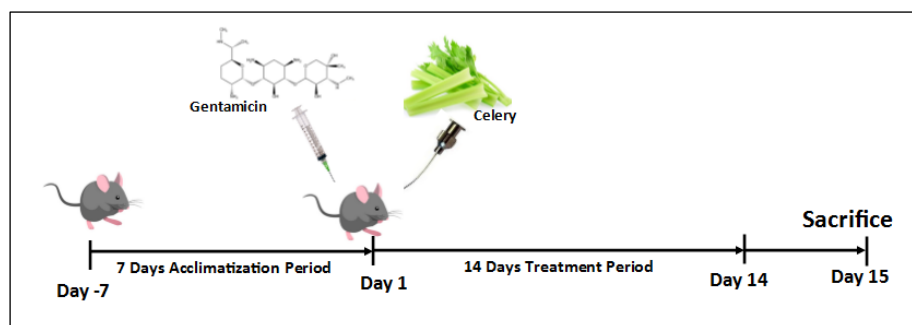 Gentamicin
Celery
Sacrifice
7 Days Acclimatization Period
14 Days Treatment Period
Day -7
Day 1
Day 14
Day 15